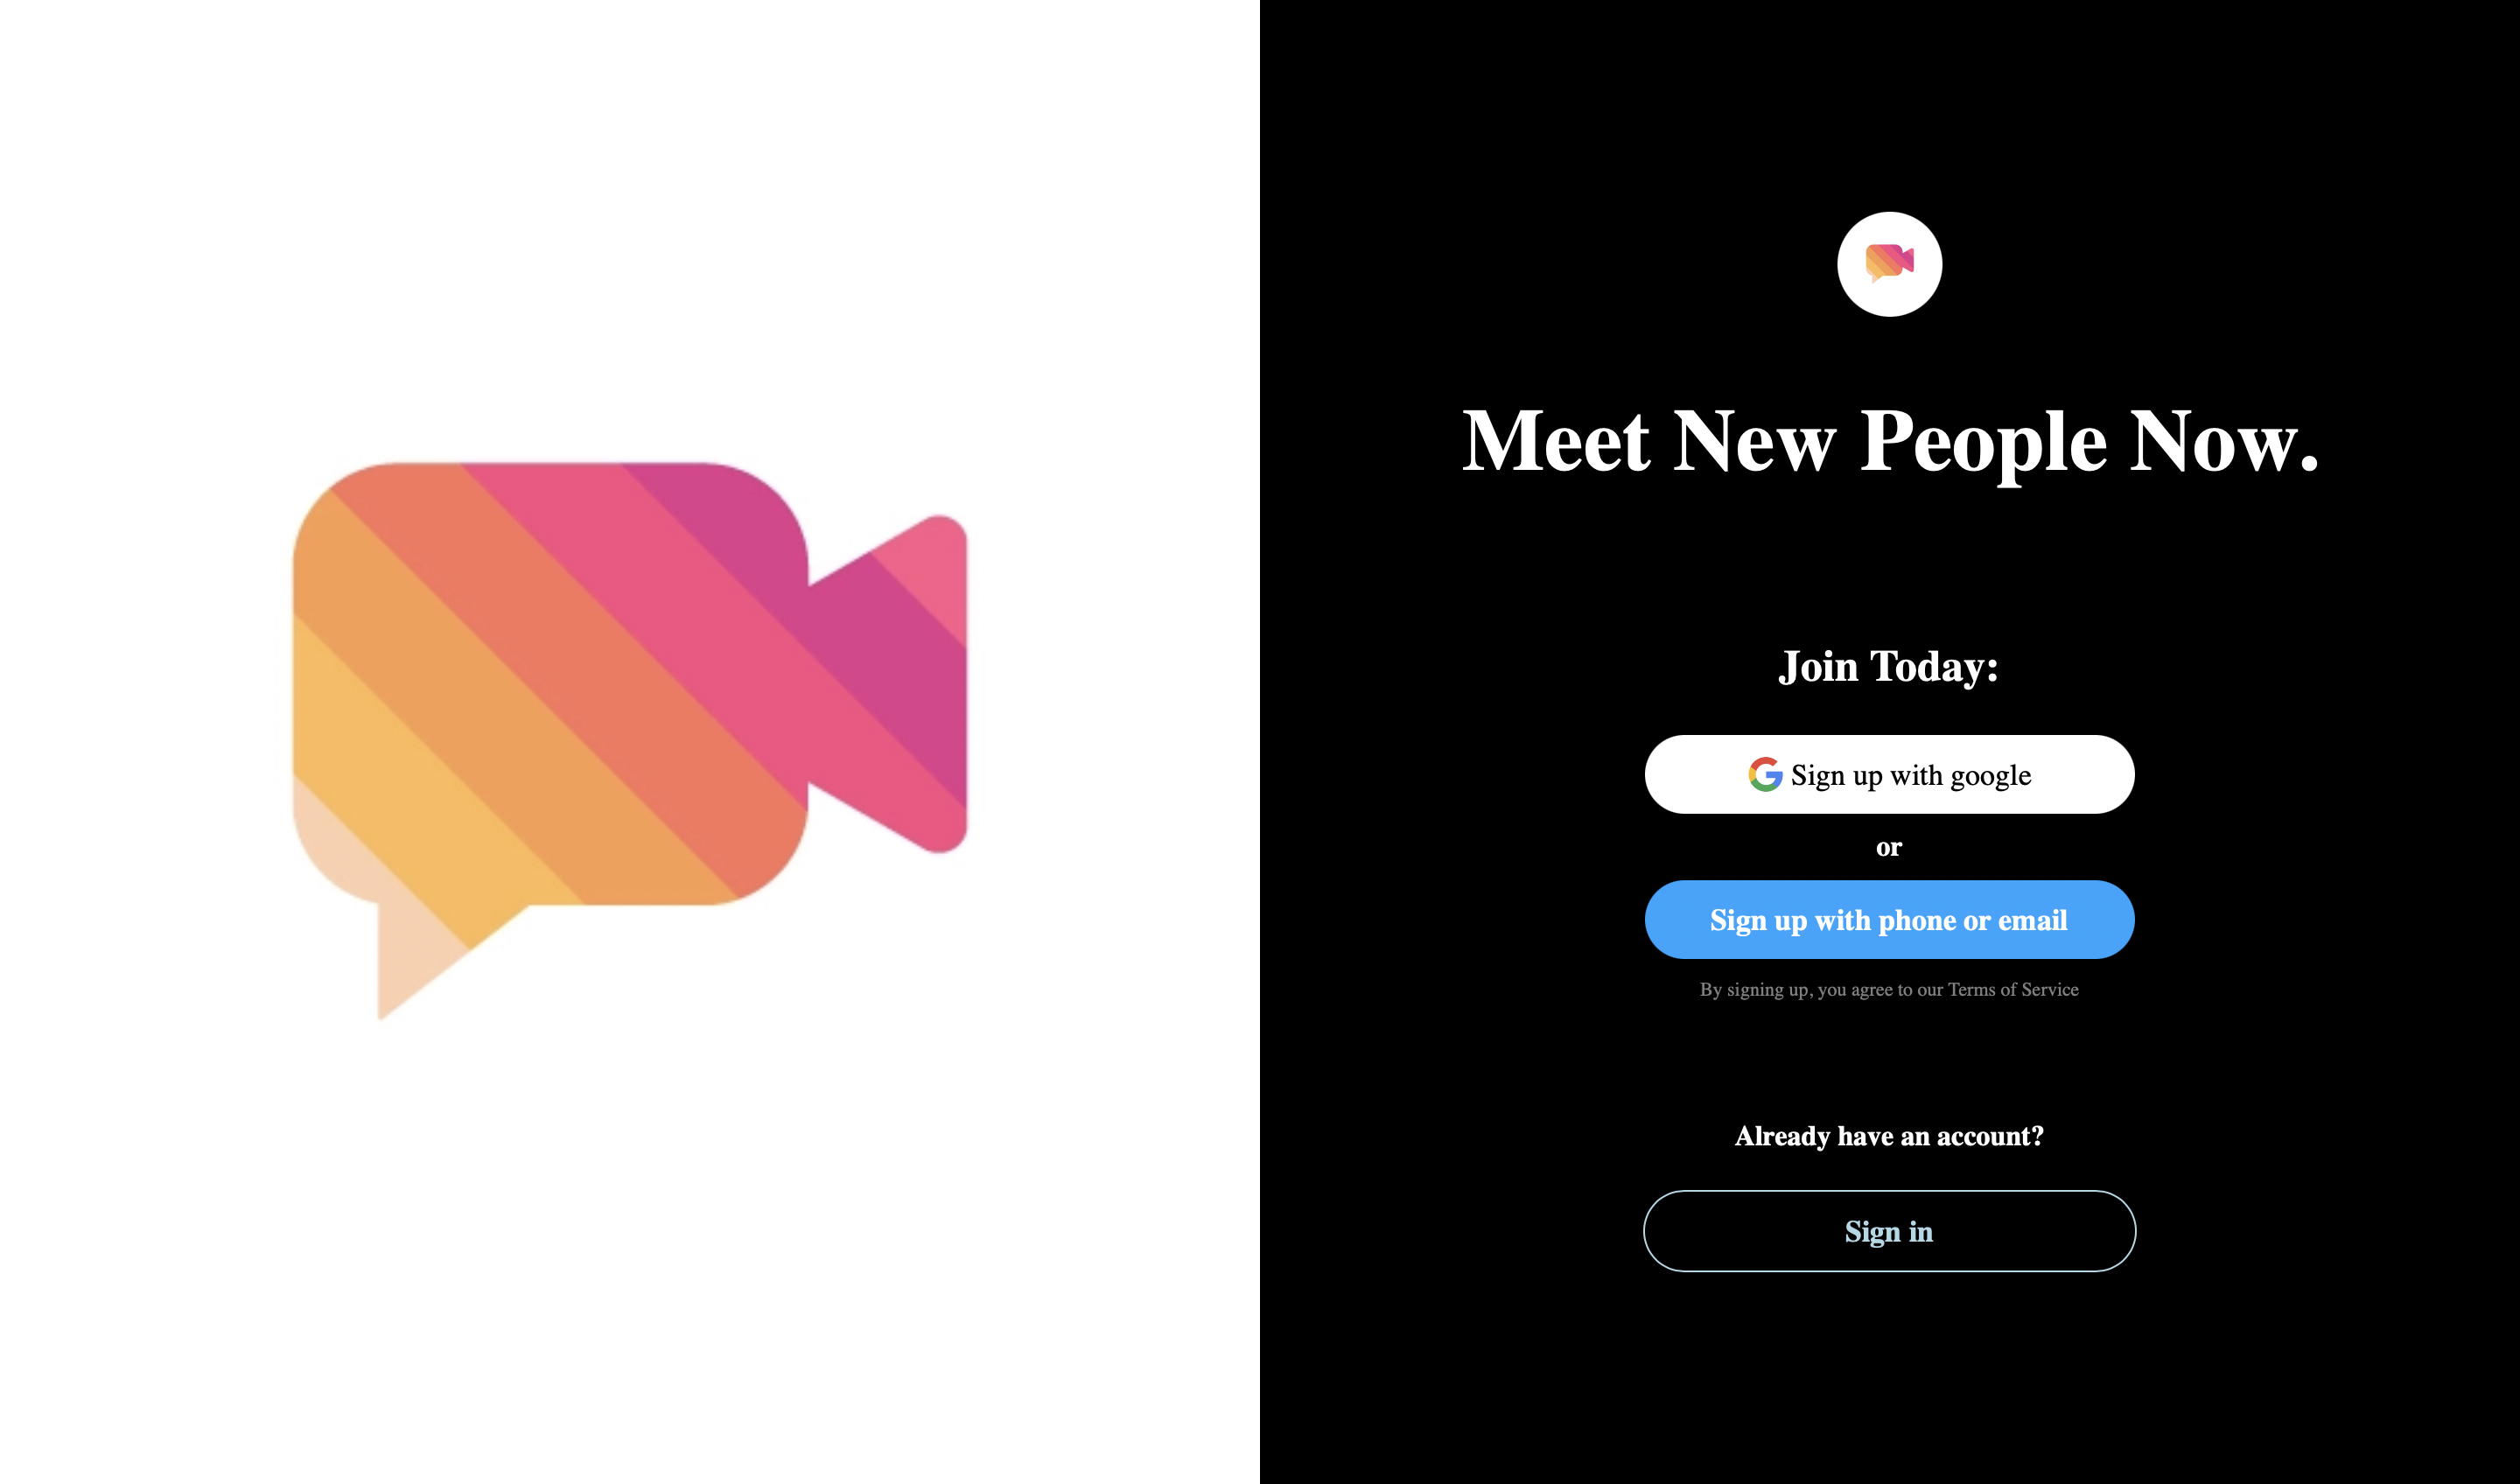 Meet New People Now.
Join Today:
Sign up with google
or
Sign up with phone or email
By signing up, you agree to our Terms of Service
Already have an account?
Sign in